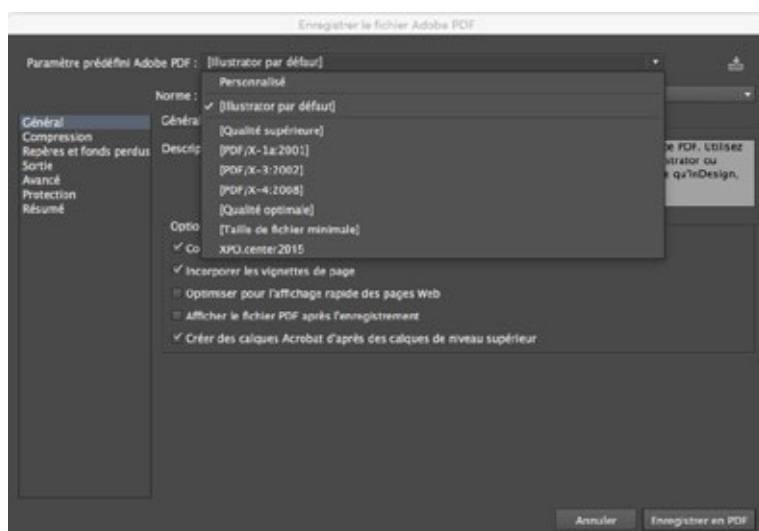 Enregistrer le fichier Adobe PDF
Paramètre prédéfini Adobe PDF : [Illustrator par défaut]
Personnalisé
Norme :
✓ [Illustrator par défaut]
Général
Compression
Repères et fonds perdus
Sortie
Avancé
Protection
Résumé
Généra
[Qualité supérieure]
Descrip
[PDF/X-1a:2001]
[PDF/X-3:2002]
[PDF/X-4:2008]
[Qualité optimale]
[Taille de fichier minimale]
XPO.center2015
e PDF. Utilisez
strator ou
e qu'InDesign,
Optio
✓ Co
✓ Incorporer les vignettes de page
Optimiser pour l'affichage rapide des pages Web
Afficher le fichier PDF après l'enregistrement
✓ Créer des calques Acrobat d'après des calques de niveau supérieur
Annuler
Enregistrer en PDF